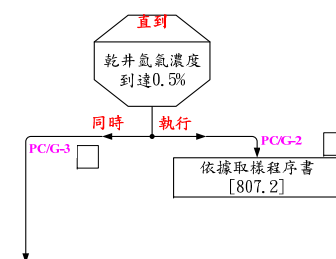 直到
乾井氫氣濃度
到達0.5%
同時 執行
PC/G-3
PC/G-2
依據取樣程序書
[807.2]